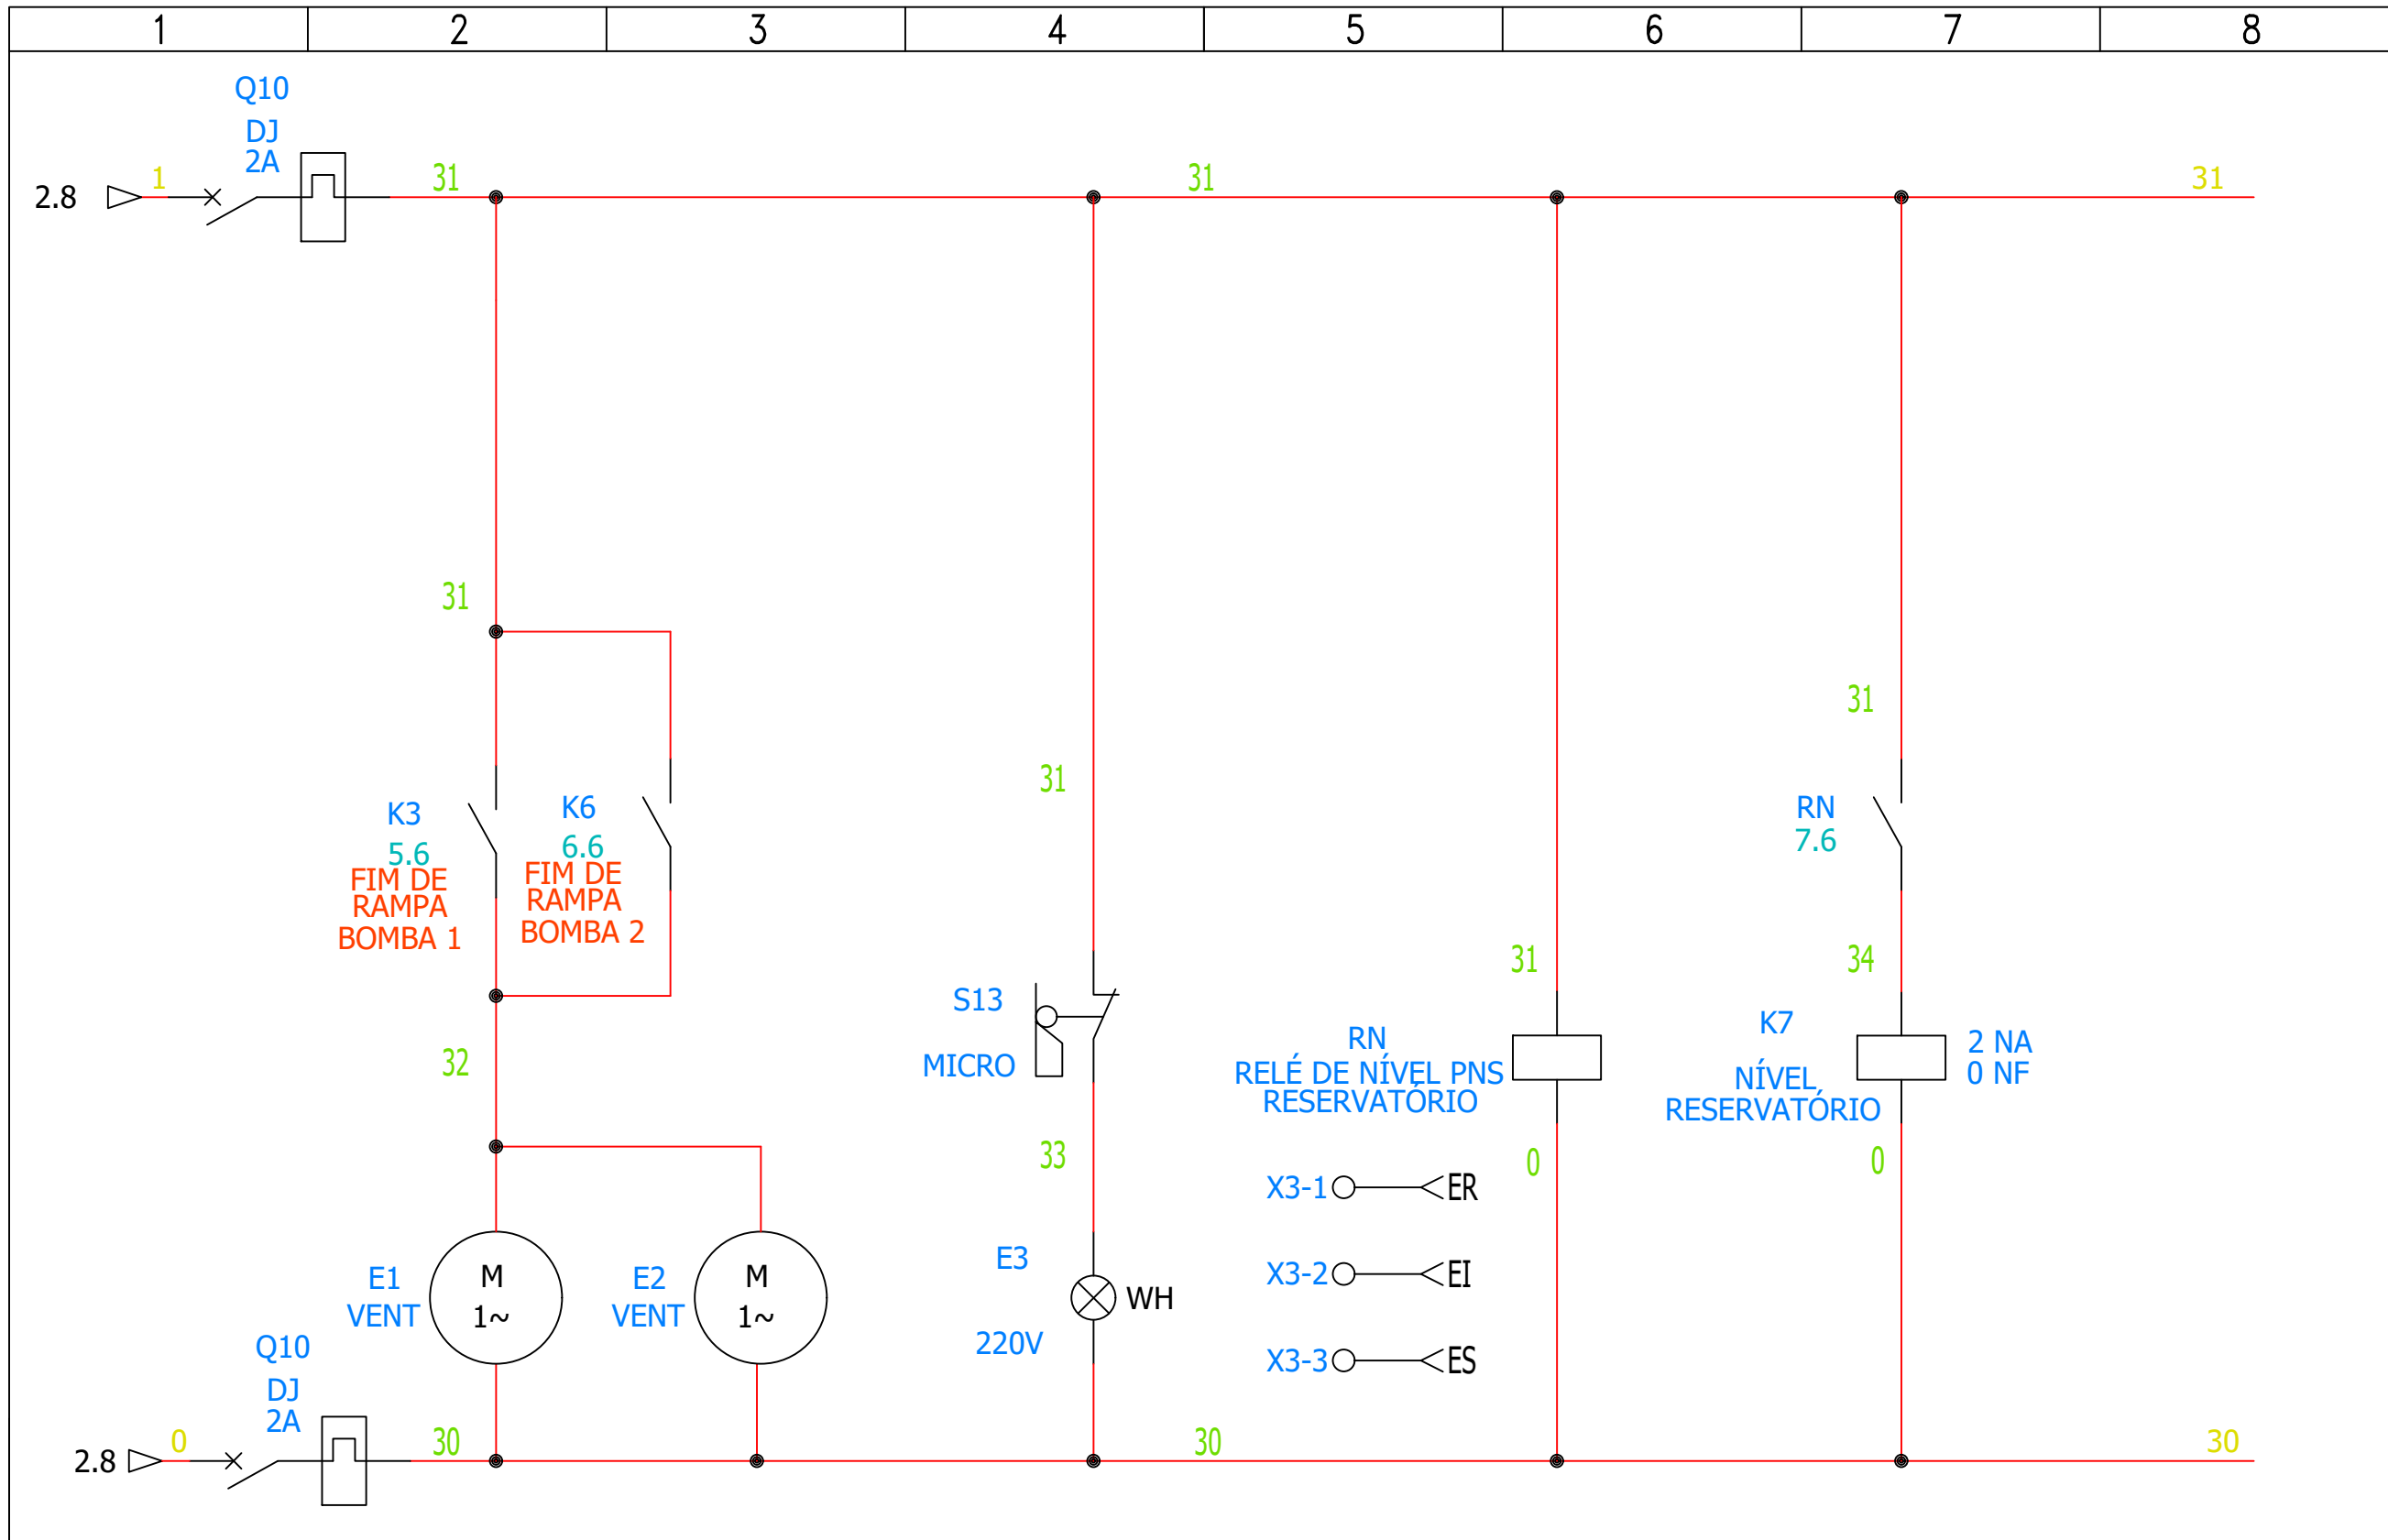 1 2 3 4 5 6 7 8
Q10
DJ
2A
2.8
1
31
31
31
31
K3
5.6
FIM DE
RAMPA
BOMBA 1
K6
6.6
FIM DE
RAMPA
BOMBA 2
32
E1
VENT
M
1~
E2
VENT
M
1~
31
S13
MICRO
33
E3
220V
WH
31
RN
RELÉ DE NÍVEL PNS
RESERVATÓRIO
0
X3-1 ER
X3-2 EI
X3-3 ES
31
RN
7.6
34
K7
NÍVEL
RESERVATÓRIO
2 NA
0 NF
0
Q10
DJ
2A
2.8
0
30
30
30